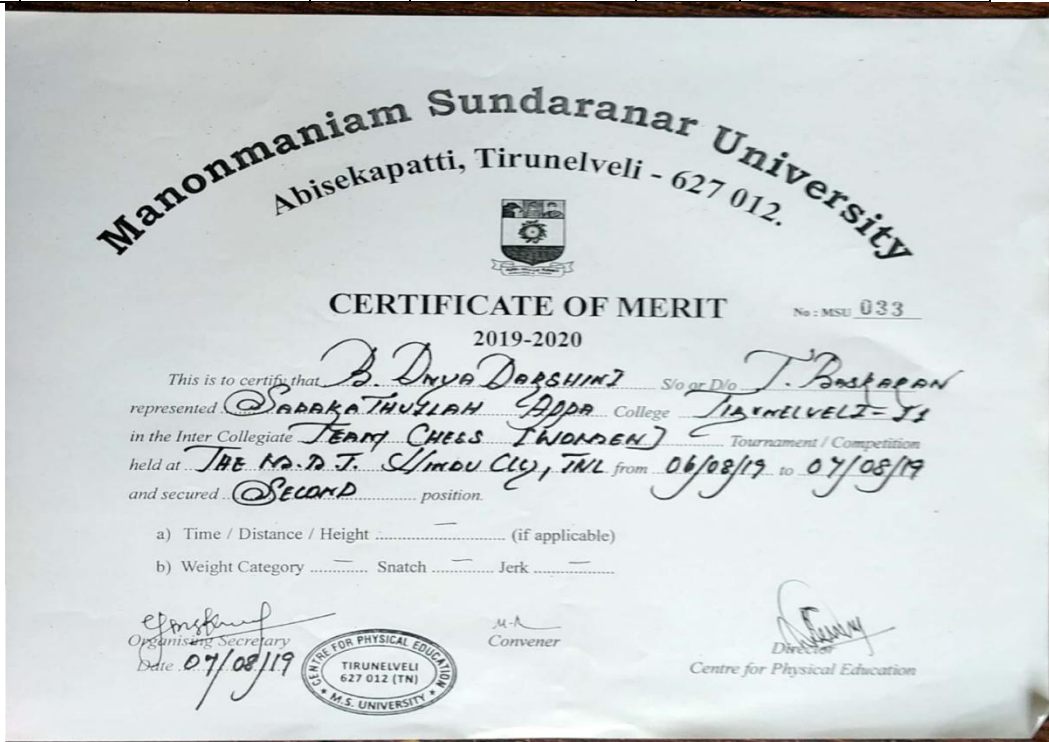 Manonmaniam Sundaranar University
Abisekapatti, Tirunelveli - 627 012.
CERTIFICATE OF MERIT
No : MSU 033
2019-2020
This is to certify that B. DIVYA DARSHINI S/o or D/o T. BASKARAN
represented SADAKATHULLAH APPA College TIRUNELVELI-11
in the Inter Collegiate TEAM CHESS [WOMEN] Tournament / Competition
held at THE M.D.T. HINDU Clg, TNL from 06/08/19 to 07/08/19
and secured SECOND position.
a) Time / Distance / Height — (if applicable)
b) Weight Category — Snatch — Jerk —
Organising Secretary
Date 07/08/19
CENTRE FOR PHYSICAL EDUCATION
TIRUNELVELI
627 012 (TN)
* M.S. UNIVERSITY *
Convener
Director
Centre for Physical Education